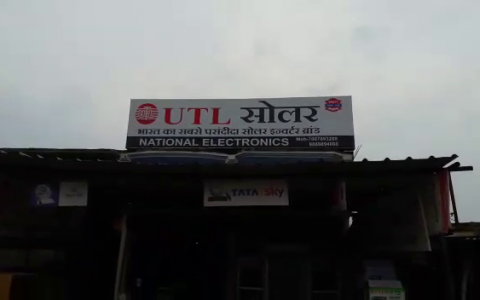 UTL सोलर
भारत का सबसे पसंदीदा सोलर इन्वर्टर ब्रांड
NATIONAL ELECTRONICS
TATA sky